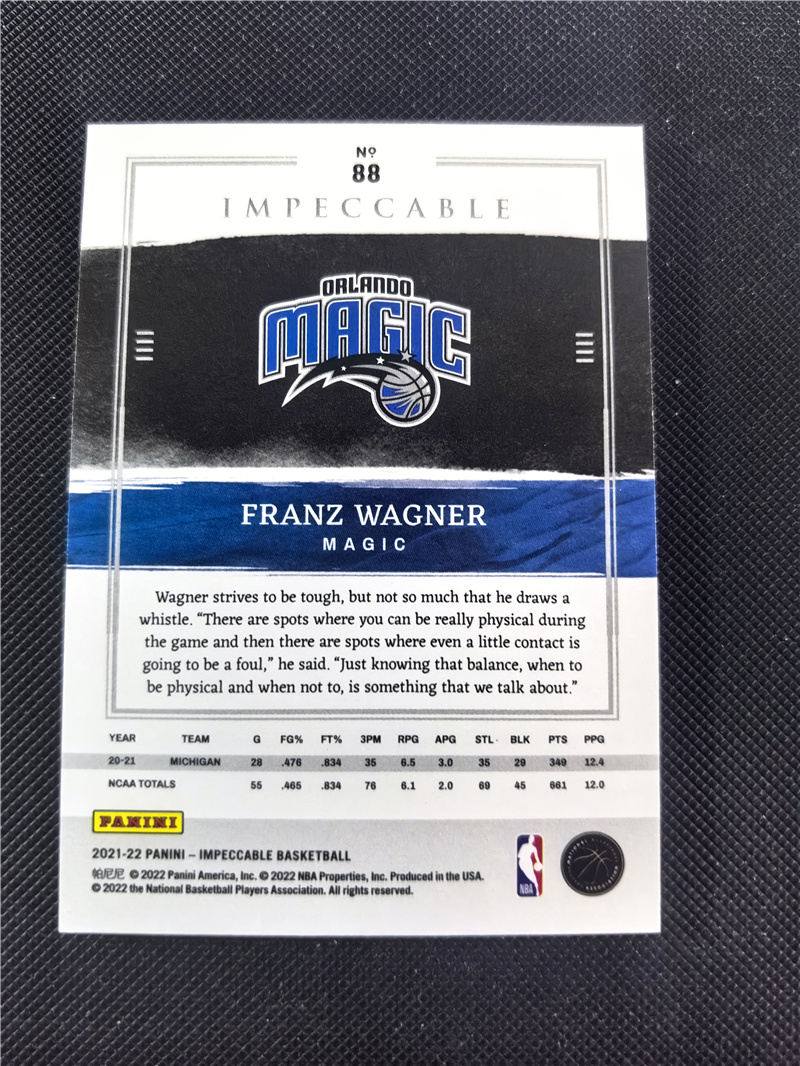 Nº
88
IMPECCABLE
ORLANDO
MAGIC
FRANZ WAGNER
MAGIC
Wagner strives to be tough, but not so much that he draws a
whistle. “There are spots where you can be really physical during
the game and then there are spots where even a little contact is
going to be a foul,” he said. “Just knowing that balance, when to
be physical and when not to, is something that we talk about.”
YEAR TEAM G FG% FT% 3PM RPG APG STL BLK PTS PPG
20-21 MICHIGAN 28 .476 .834 35 6.5 3.0 35 29 349 12.4
NCAA TOTALS 55 .465 .834 76 6.1 2.0 69 45 661 12.0
PANINI
2021-22 PANINI – IMPECCABLE BASKETBALL
帕尼尼 © 2022 Panini America, Inc. © 2022 NBA Properties, Inc. Produced in the USA.
© 2022 the National Basketball Players Association. All rights reserved.
NBA
NATIONAL BASKETBALL
ASSOCIATION